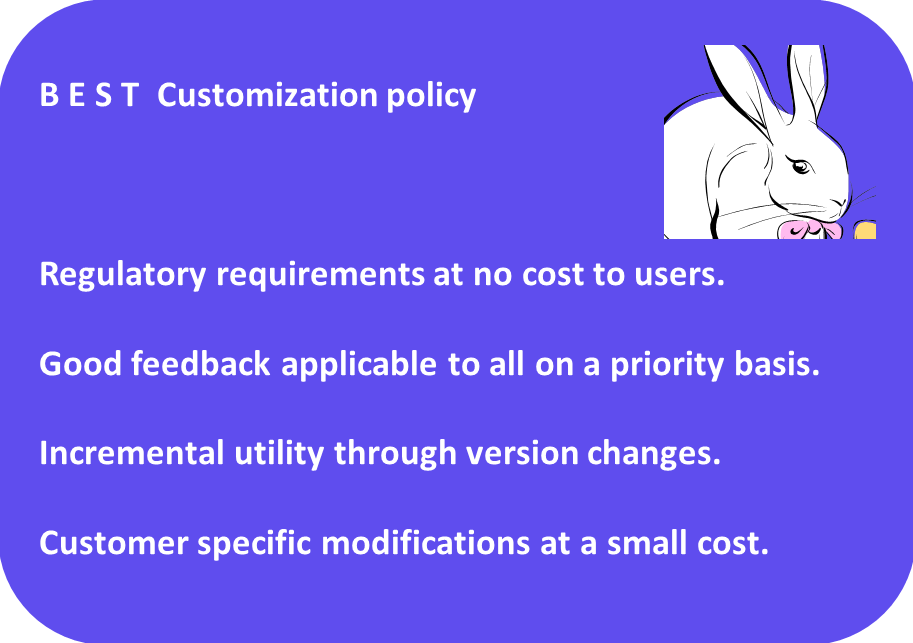 B E S T  Customization policy
Regulatory requirements at no cost to users.
Good feedback applicable to all on a priority basis.
Incremental utility through version changes.
Customer specific modifications at a small cost.